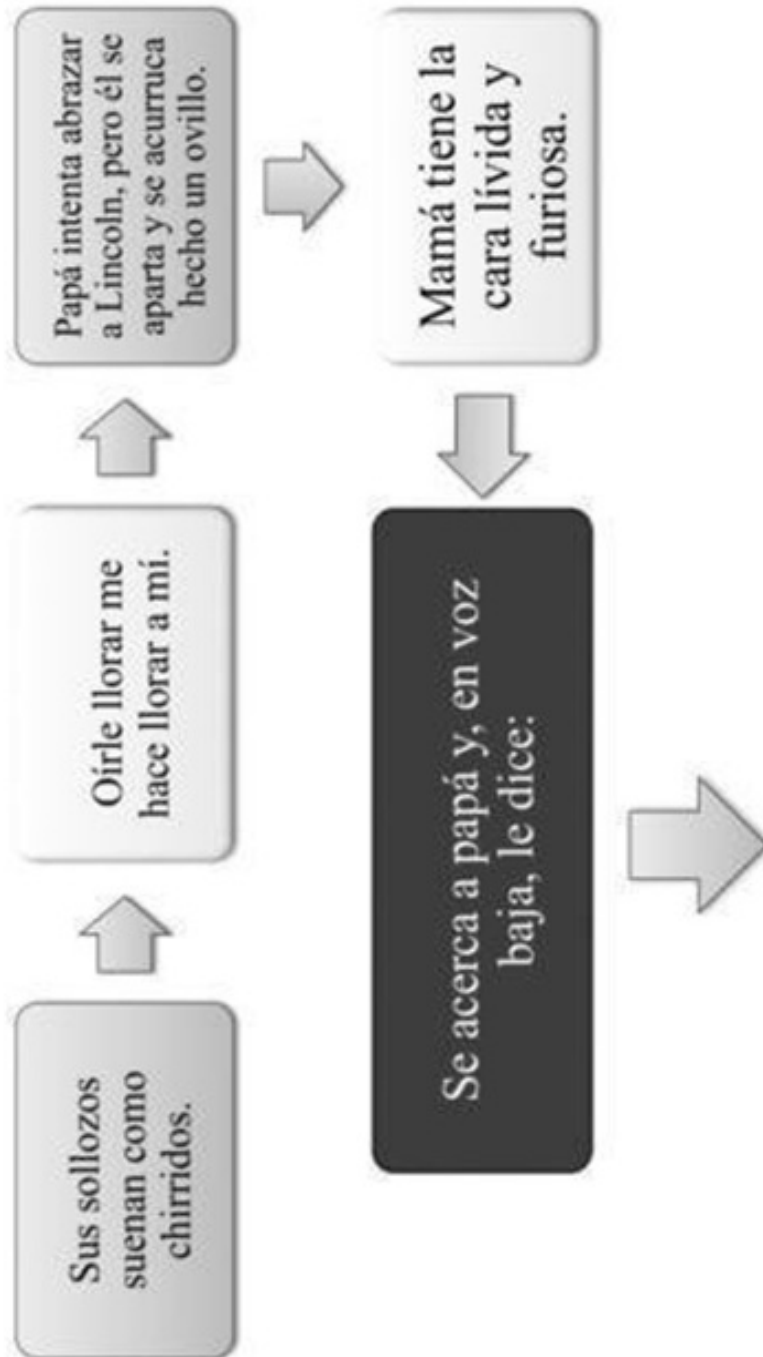 Sus sollozos
suenan como
chirridos.
Oírle llorar me
hace llorar a mí.
Papá intenta abrazar
a Lincoln, pero él se
aparta y se acurruca
hecho un ovillo.
Mamá tiene la
cara lívida y
furiosa.
Se acerca a papá y, en voz
baja, le dice: